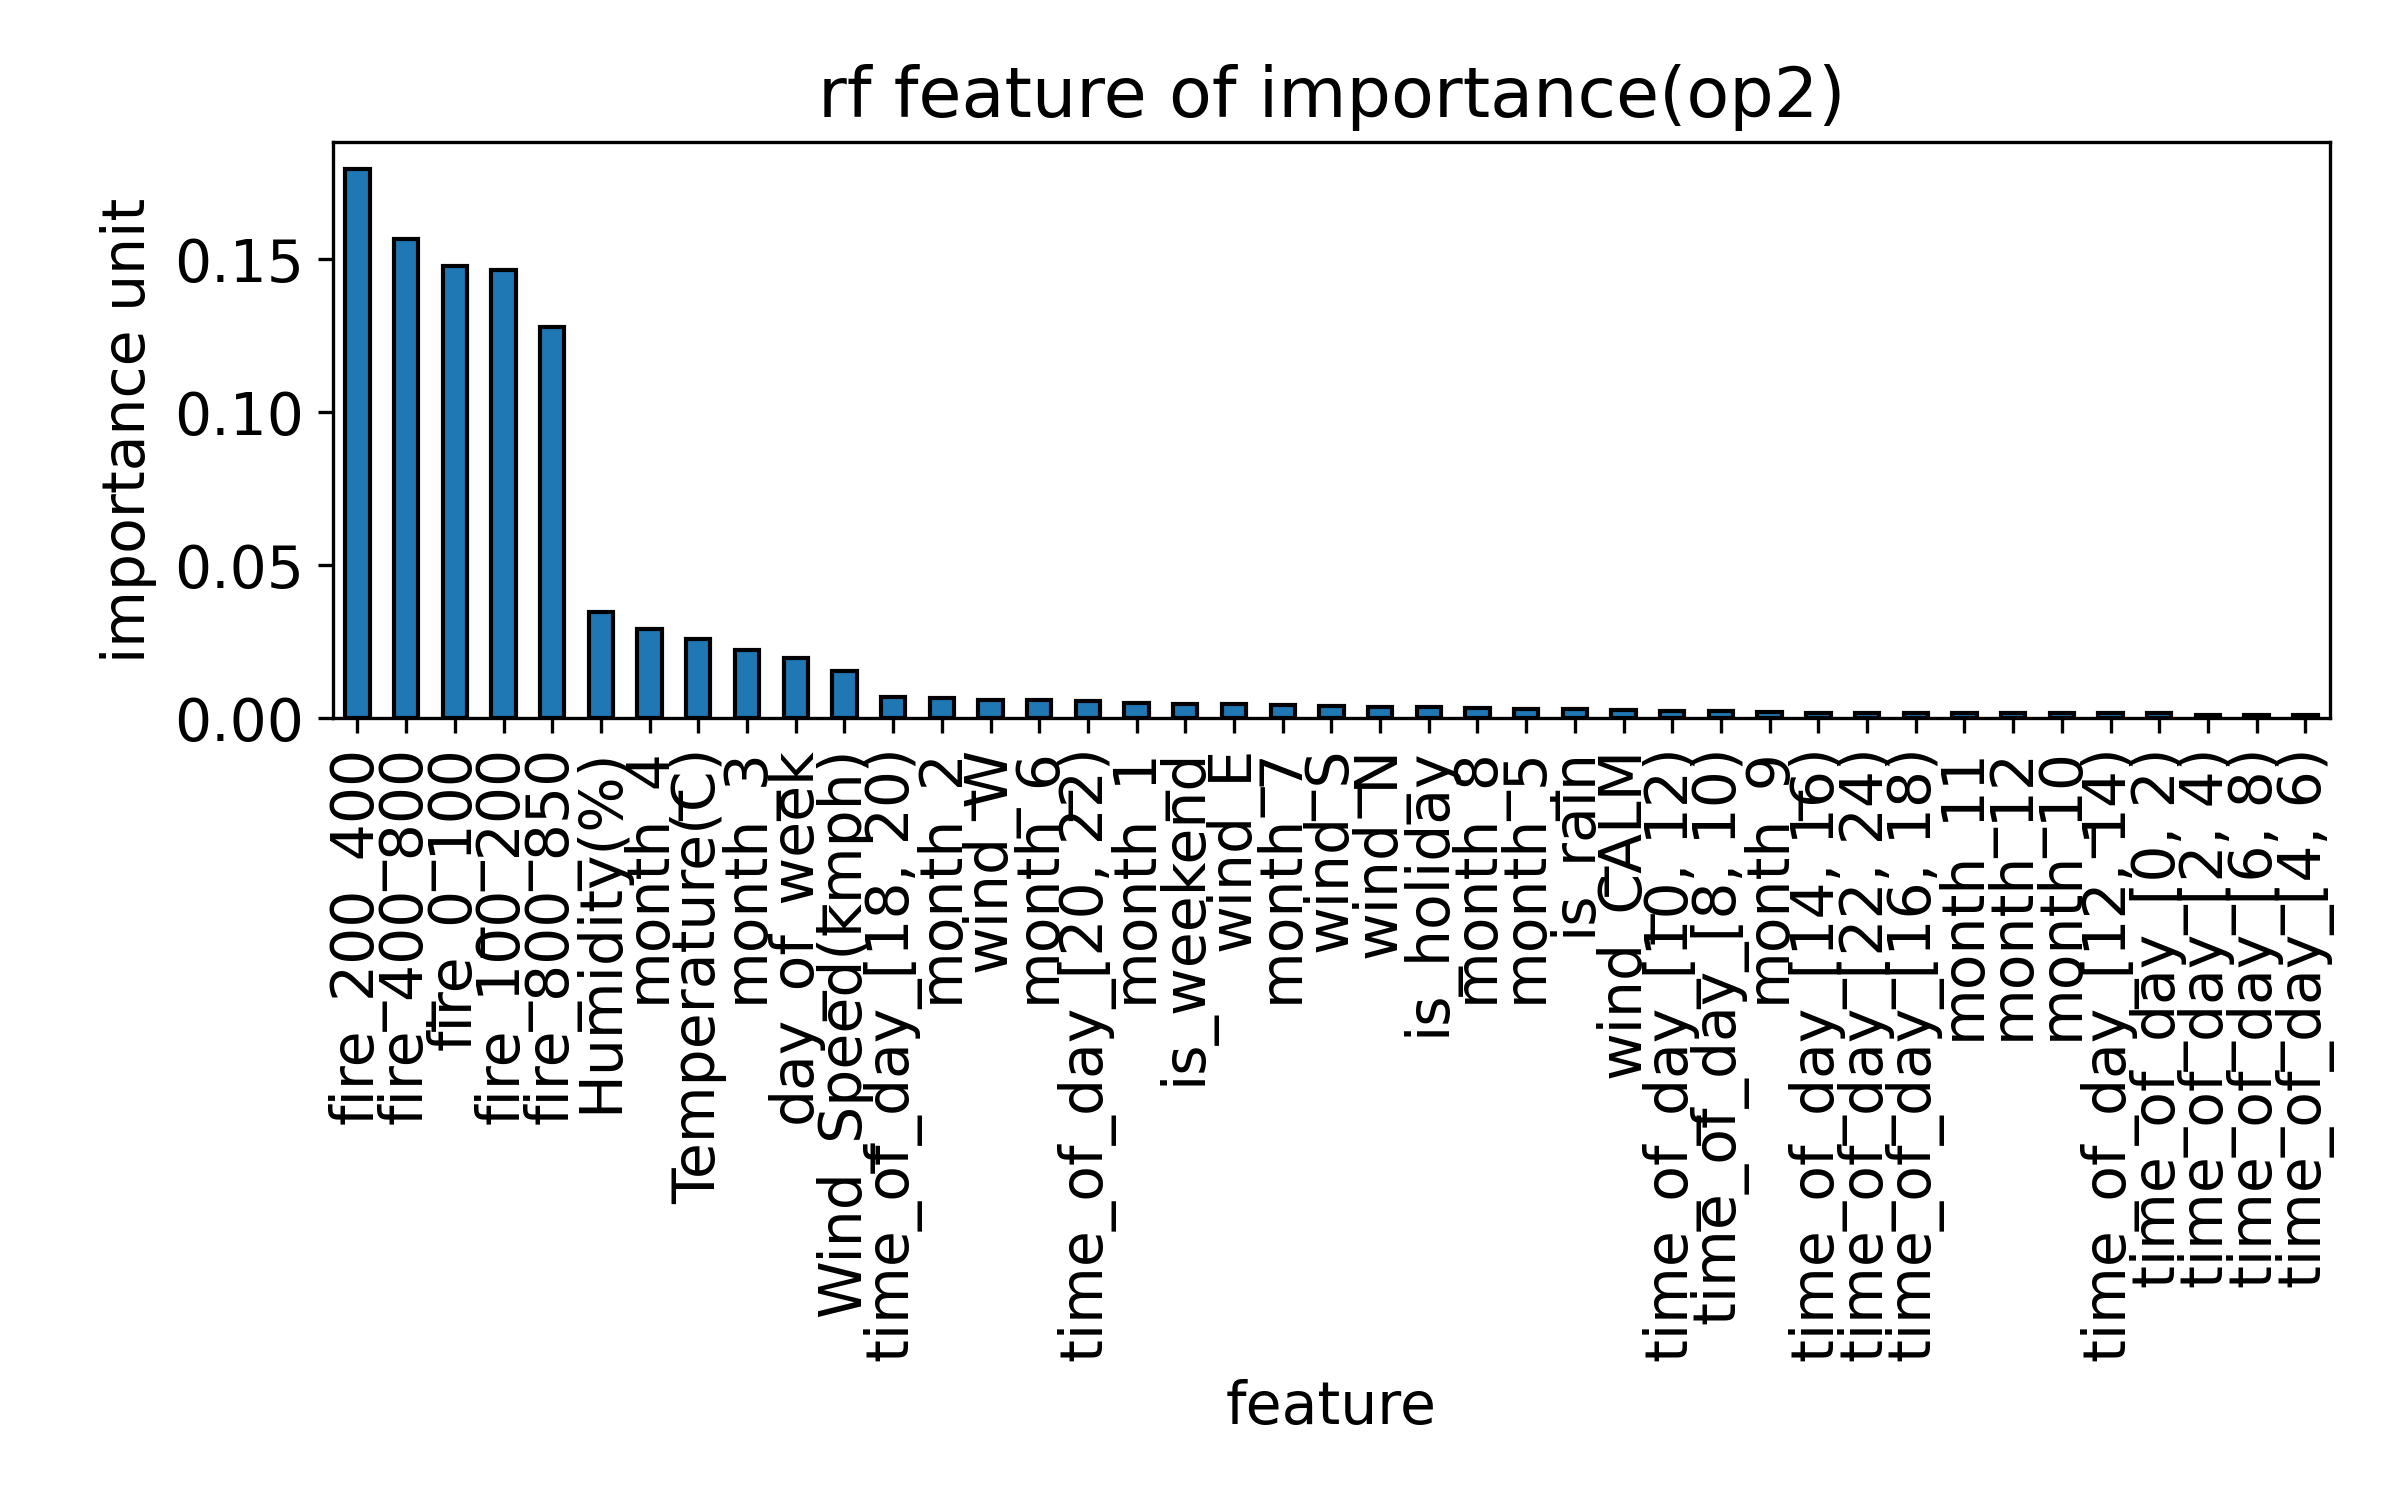 rf feature of importance(op2)
importance unit
0.15
0.10
0.05
0.00
fire_200_400
fire_400_800
fire_0_100
fire_100_200
fire_800_850
Humidity(%)
month_4
Temperature(C)
month_3
day_of_week
Wind_Speed(kmph)
time_of_day_[18, 20)
month_2
wind_W
month_6
time_of_day_[20, 22)
month_1
is_weekend
wind_E
month_7
wind_S
wind_N
is_holiday
month_8
month_5
is_rain
wind_CALM
time_of_day_[10, 12)
time_of_day_[8, 10)
month_9
time_of_day_[14, 16)
time_of_day_[22, 24)
time_of_day_[16, 18)
month_11
month_12
month_10
time_of_day_[12, 14)
time_of_day_[0, 2)
time_of_day_[2, 4)
time_of_day_[6, 8)
time_of_day_[4, 6)
feature